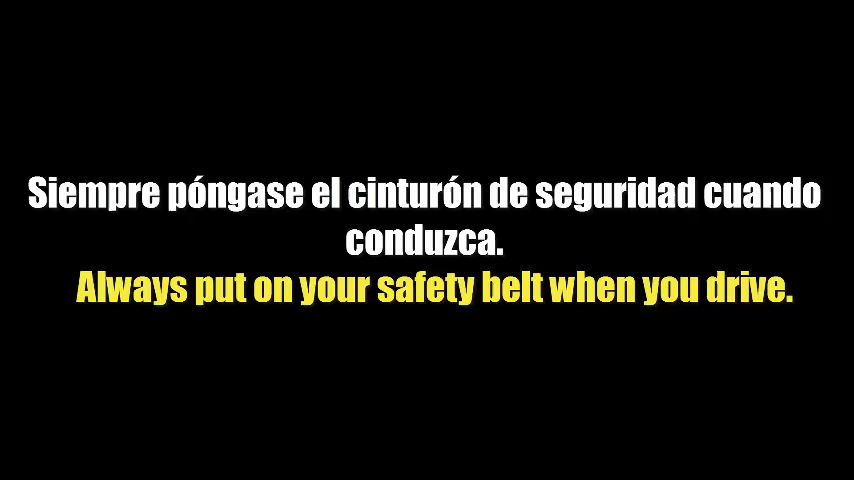 Siempre póngase el cinturón de seguridad cuando
conduzca.
Always put on your safety belt when you drive.